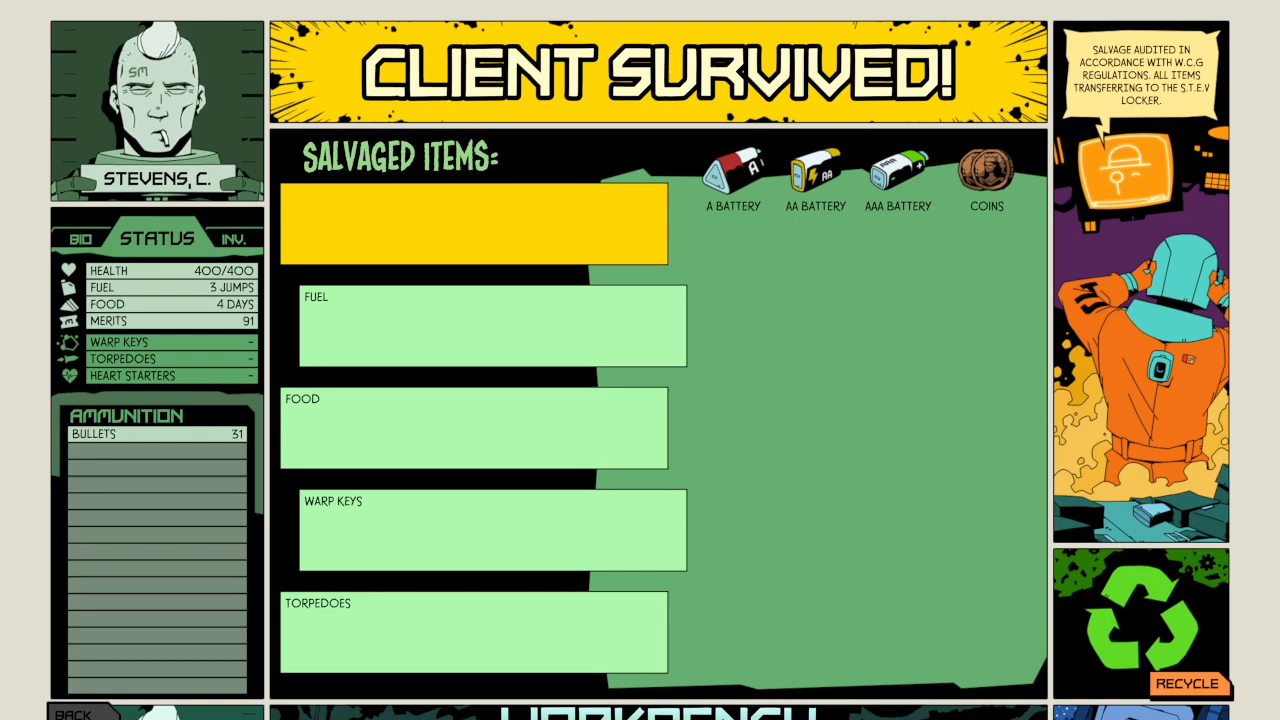 SM
STEVENS, C.
CLIENT SURVIVED!
SALVAGE AUDITED IN
ACCORDANCE WITH W.C.G
REGULATIONS. ALL ITEMS
TRANSFERRING TO THE S.T.E.V
LOCKER.
BIO STATUS INV.
HEALTH 400/400
FUEL 3 JUMPS
FOOD 4 DAYS
MERITS 91
WARP KEYS -
TORPEDOES -
HEART STARTERS -
AMMUNITION
BULLETS 31
BACK
SALVAGED ITEMS:
A
AA
AAA
A BATTERY AA BATTERY AAA BATTERY COINS
FUEL
FOOD
WARP KEYS
TORPEDOES
RECYCLE